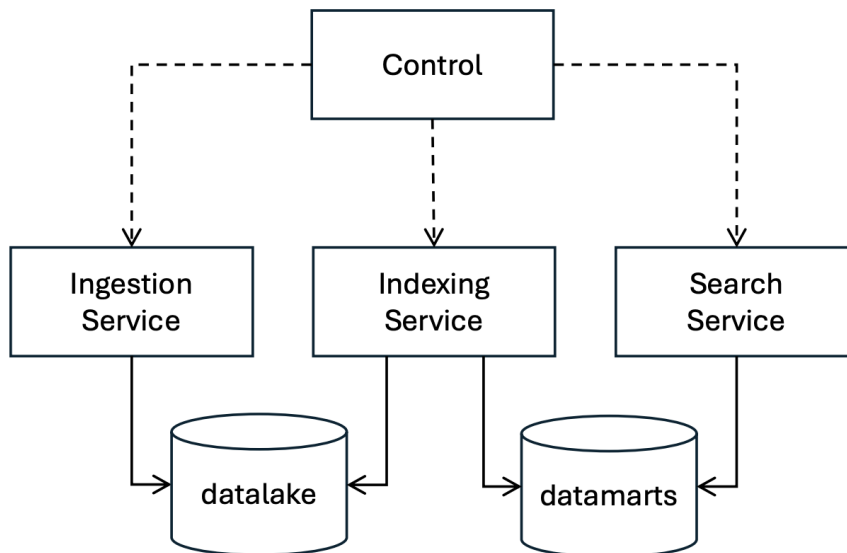 Control
Ingestion
Service
Indexing
Service
Search
Service
datalake
datamarts